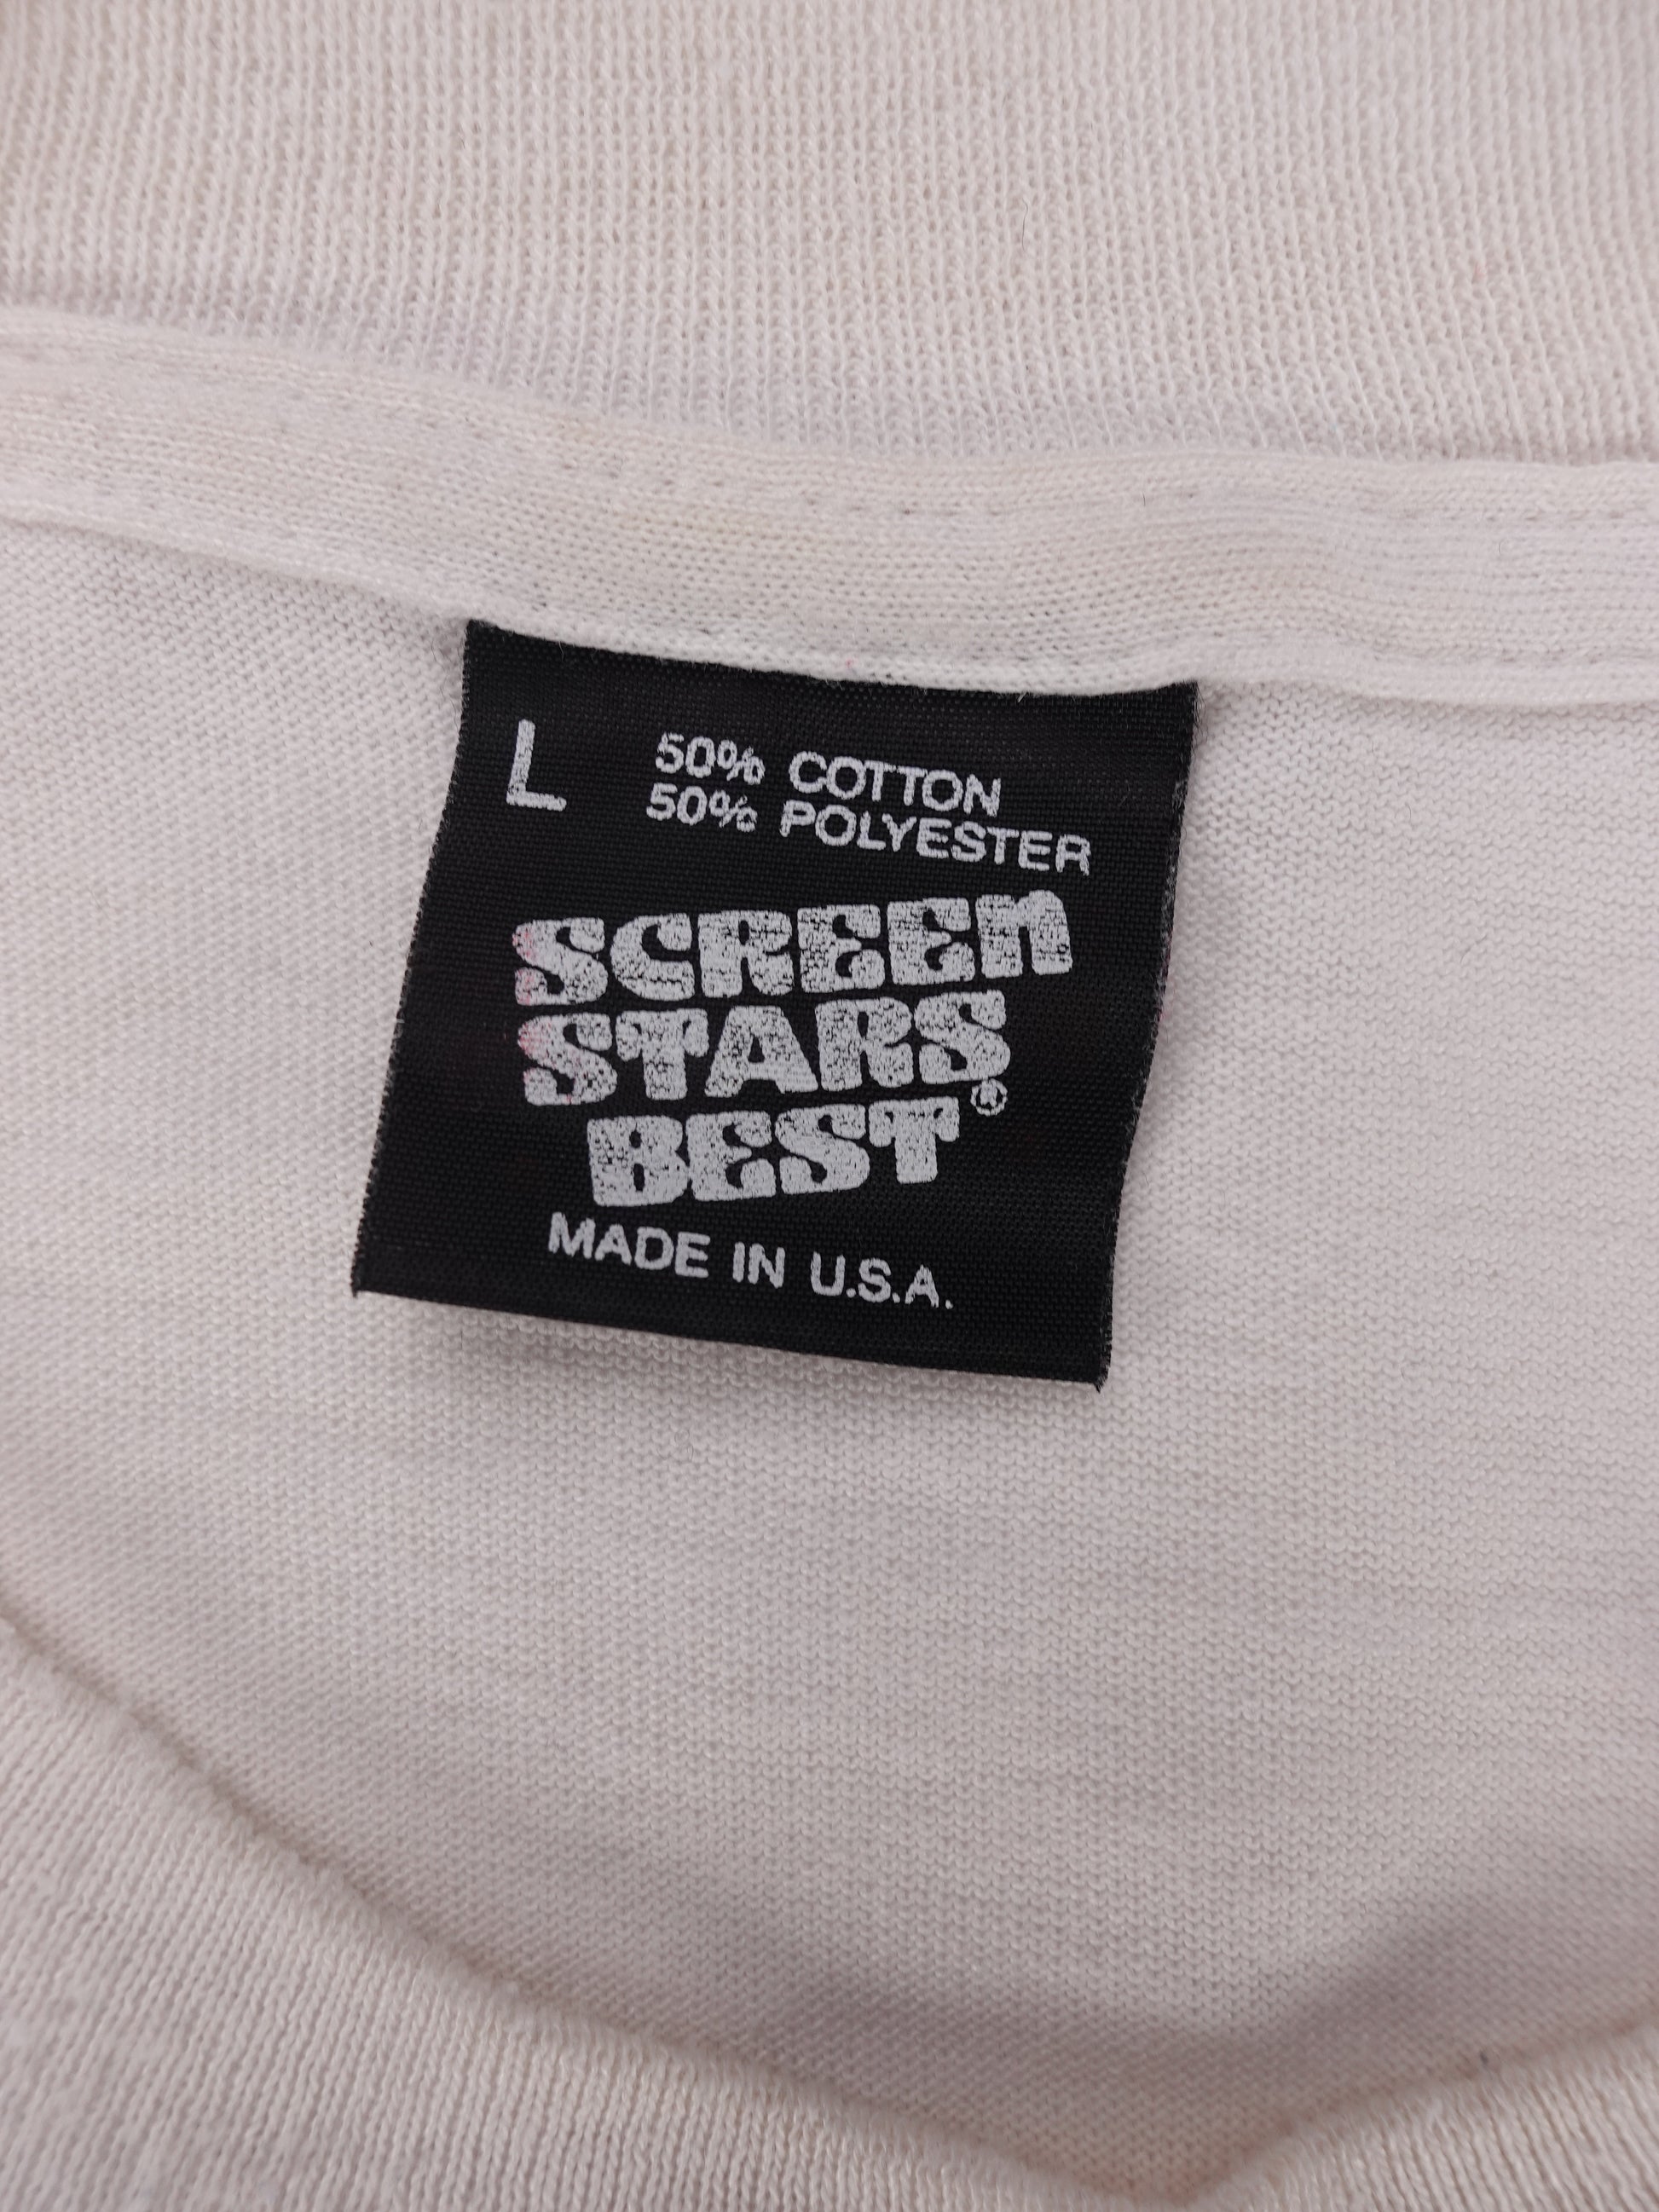 L 50% COTTON
50% POLYESTER
SCREEN
STARS
BEST®
MADE IN U.S.A.